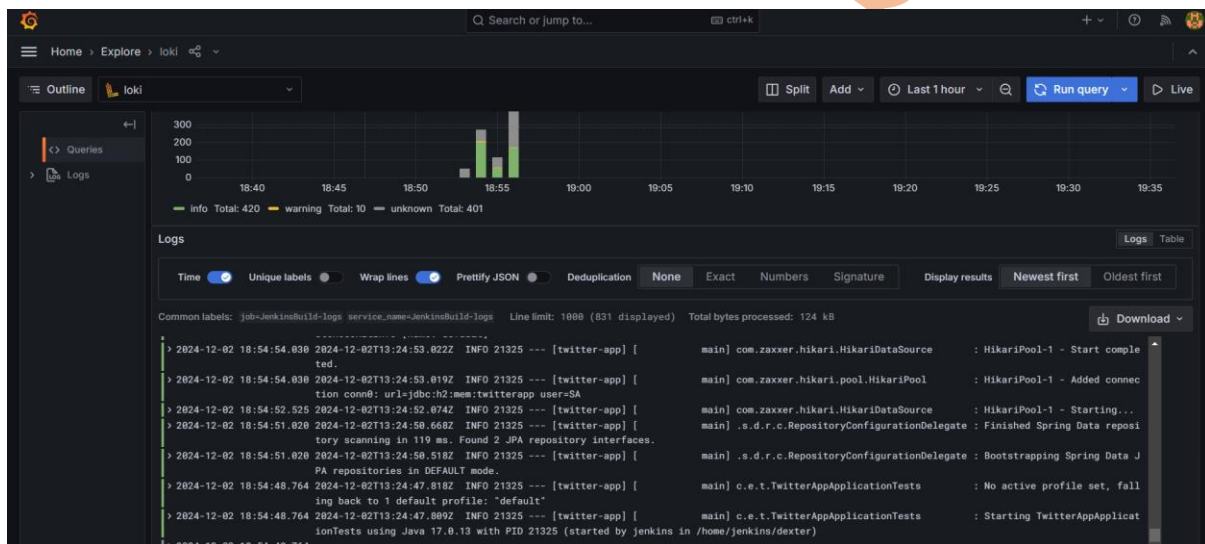 Search or jump to... ctrl+k
Home › Explore › loki
Outline loki Split Add Last 1 hour Run query Live
Queries
Logs
300
200
100
0
18:40 18:45 18:50 18:55 19:00 19:05 19:10 19:15 19:20 19:25 19:30 19:35
info Total: 420 warning Total: 10 unknown Total: 401
Logs Logs Table
Time Unique labels Wrap lines Prettify JSON Deduplication None Exact Numbers Signature Display results Newest first Oldest first
Common labels: job=JenkinsBuild-logs service_name=JenkinsBuild-logs Line limit: 1000 (831 displayed) Total bytes processed: 124 kB Download
> 2024-12-02 18:54:54.030 2024-12-02T13:24:53.022Z INFO 21325 --- [twitter-app] [ main] com.zaxxer.hikari.HikariDataSource : HikariPool-1 - Start comple
ted.
> 2024-12-02 18:54:54.030 2024-12-02T13:24:53.019Z INFO 21325 --- [twitter-app] [ main] com.zaxxer.hikari.pool.HikariPool : HikariPool-1 - Added connec
tion conn0: url=jdbc:h2:mem:twitterapp user=SA
> 2024-12-02 18:54:52.525 2024-12-02T13:24:52.074Z INFO 21325 --- [twitter-app] [ main] com.zaxxer.hikari.HikariDataSource : HikariPool-1 - Starting...
> 2024-12-02 18:54:51.020 2024-12-02T13:24:50.668Z INFO 21325 --- [twitter-app] [ main] .s.d.r.c.RepositoryConfigurationDelegate : Finished Spring Data reposi
tory scanning in 119 ms. Found 2 JPA repository interfaces.
> 2024-12-02 18:54:51.020 2024-12-02T13:24:50.518Z INFO 21325 --- [twitter-app] [ main] .s.d.r.c.RepositoryConfigurationDelegate : Bootstrapping Spring Data J
PA repositories in DEFAULT mode.
> 2024-12-02 18:54:48.764 2024-12-02T13:24:47.818Z INFO 21325 --- [twitter-app] [ main] c.e.t.TwitterAppApplicationTests : No active profile set, fall
ing back to 1 default profile: "default"
> 2024-12-02 18:54:48.764 2024-12-02T13:24:47.809Z INFO 21325 --- [twitter-app] [ main] c.e.t.TwitterAppApplicationTests : Starting TwitterAppApplicat
ionTests using Java 17.0.13 with PID 21325 (started by jenkins in /home/jenkins/dexter)